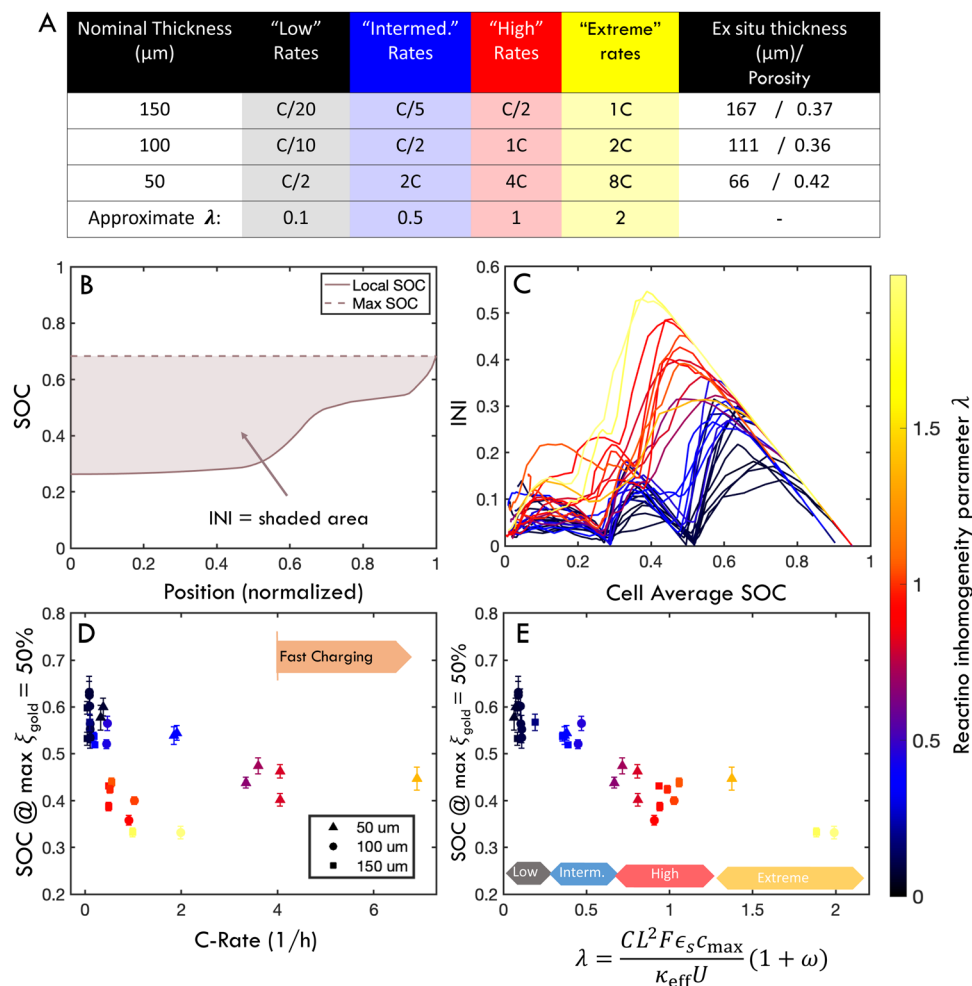 A
Nominal Thickness (μm)
"Low" Rates
"Intermed." Rates
"High" Rates
"Extreme" rates
Ex situ thickness (μm)/ Porosity
150 C/20 C/5 C/2 1C 167 / 0.37
100 C/10 C/2 1C 2C 111 / 0.36
50 C/2 2C 4C 8C 66 / 0.42
Approximate λ: 0.1 0.5 1 2 -
B
Local SOC
Max SOC
INI = shaded area
SOC
1
0.8
0.6
0.4
0.2
0
0 0.2 0.4 0.6 0.8 1
Position (normalized)
C
INI
0.6
0.5
0.4
0.3
0.2
0.1
0
0 0.2 0.4 0.6 0.8 1
Cell Average SOC
D
Fast Charging
SOC @ max ξgold = 50%
0.8
0.7
0.6
0.5
0.4
0.3
0.2
50 um
100 um
150 um
0 2 4 6
C-Rate (1/h)
E
SOC @ max ξgold = 50%
0.8
0.7
0.6
0.5
0.4
0.3
0.2
Low Interm. High Extreme
0 0.5 1 1.5 2
λ = CL²Fϵₛcmax / κeffU (1 + ω)
1.5
1
0.5
0
Reactino inhomogeneity parameter λ